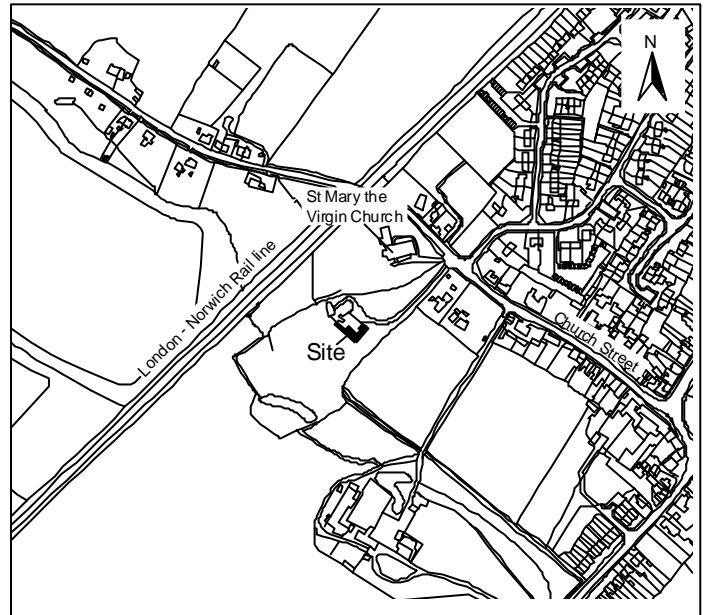 N
St Mary the
Virgin Church
London - Norwich Rail line
Church Street
Site